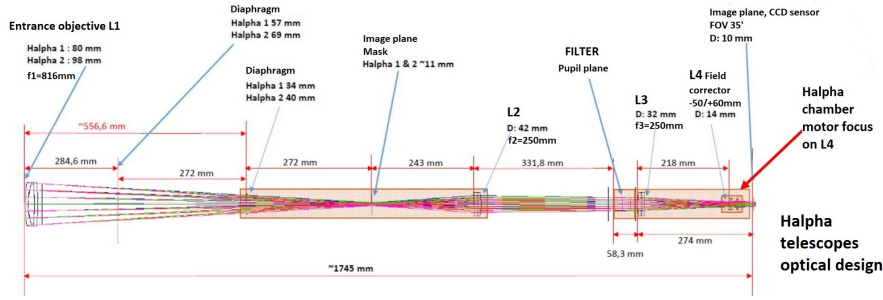 Entrance objective L1
Halpha 1 : 80 mm
Halpha 2 : 98 mm
f1=816mm
Diaphragm
Halpha 1 57 mm
Halpha 2 69 mm
Diaphragm
Halpha 1 34 mm
Halpha 2 40 mm
Image plane
Mask
Halpha 1 & 2 ~11 mm
L2
D: 42 mm
f2=250mm
FILTER
Pupil plane
L3
D: 32 mm
f3=250mm
L4 Field
corrector
-50/+60mm
D: 14 mm
Image plane, CCD sensor
FOV 35'
D: 10 mm
Halpha
chamber
motor focus
on L4
~556,6 mm
284,6 mm
272 mm
272 mm
243 mm
331,8 mm
218 mm
58,3 mm
274 mm
~1745 mm
Halpha
telescopes
optical design